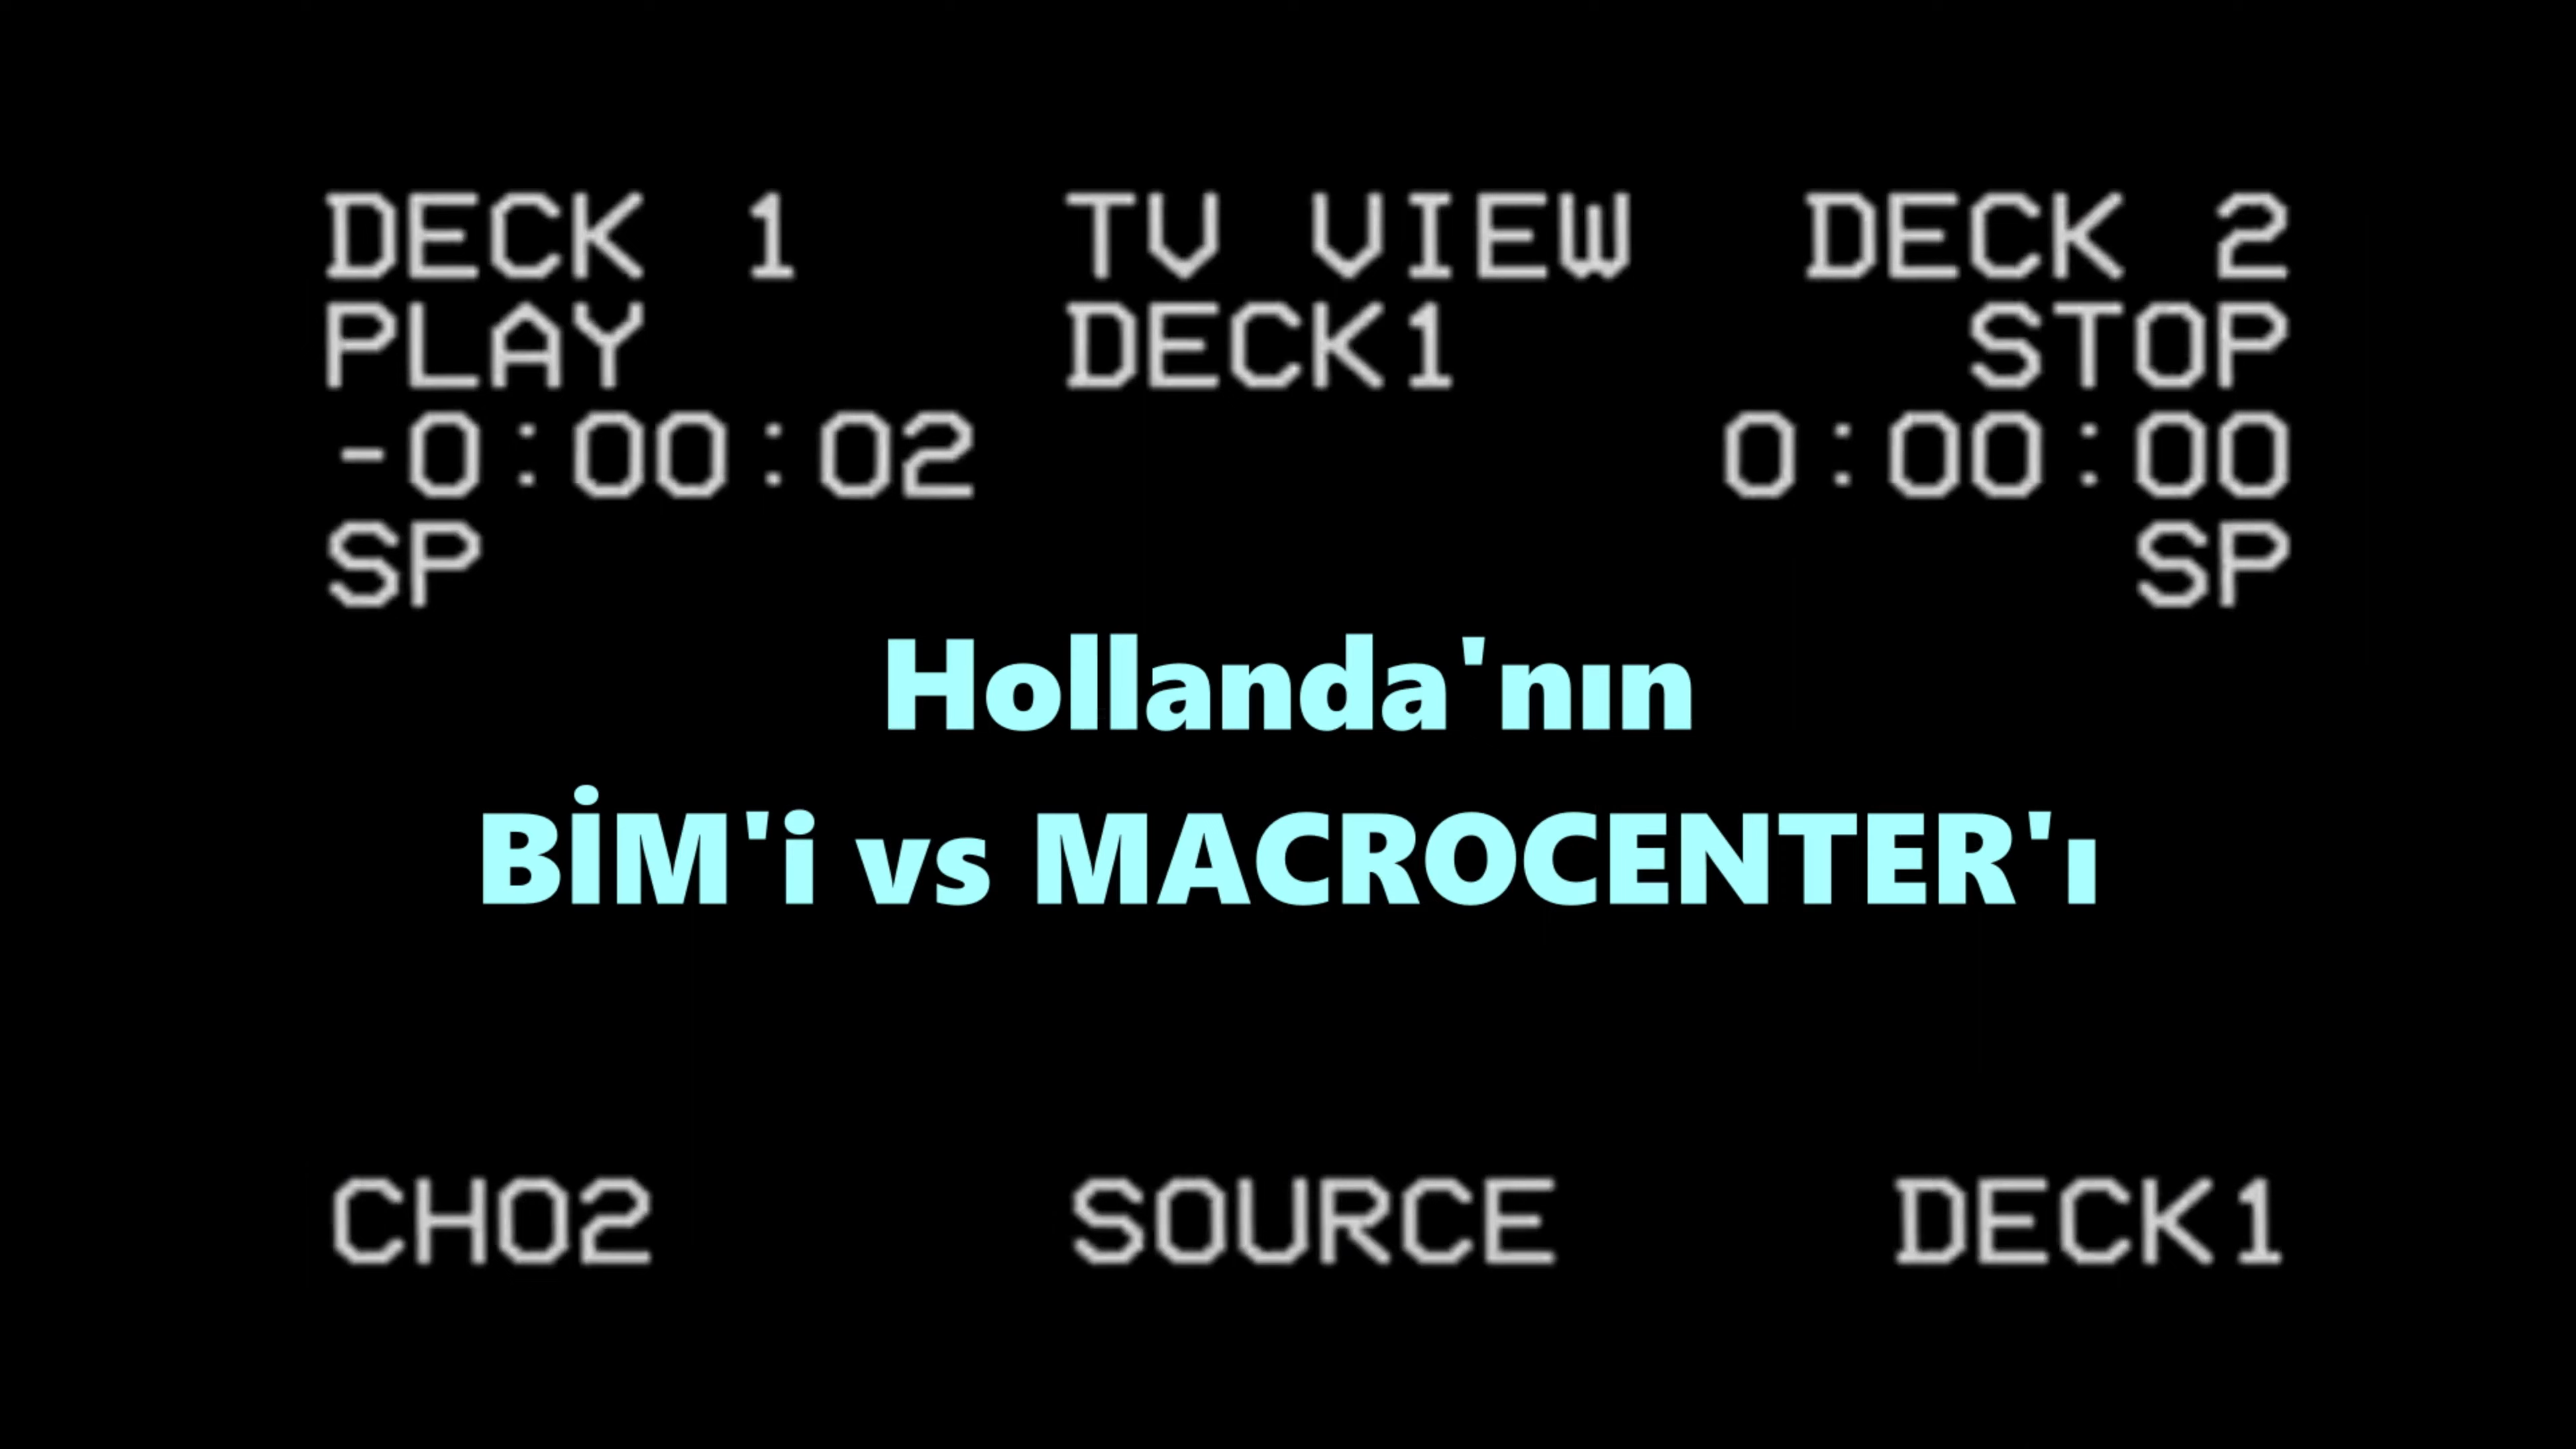 DECK 1 TV VIEW DECK 2
PLAY DECK1 STOP
-0:00:02 0:00:00
SP SP
Hollanda'nın
BİM'i vs MACROCENTER'ı
CH02 SOURCE DECK1